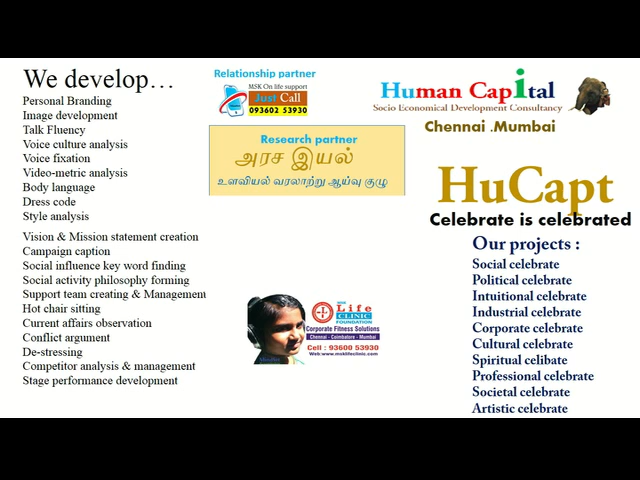 We develop…
Personal Branding
Image development
Talk Fluency
Voice culture analysis
Voice fixation
Video-metric analysis
Body language
Dress code
Style analysis
Vision & Mission statement creation
Campaign caption
Social influence key word finding
Social activity philosophy forming
Support team creating & Management
Hot chair sitting
Current affairs observation
Conflict argument
De-stressing
Competitor analysis & management
Stage performance development
Relationship partner
MSK On life support
Just Call
093602 53930
Research partner
அரச இயல்
உளவியல் வரலாற்று ஆய்வு குழு
Life
CLINIC
FOUNDATION
Corporate Fitness Solutions
Chennai - Coimbatore - Mumbai
Cell : 93600 53930
Web:www.msklifeclinic.com
Human Capital
Socio Economical Development Consultancy
Chennai .Mumbai
HuCapt
Celebrate is celebrated
Our projects :
Social celebrate
Political celebrate
Intuitional celebrate
Industrial celebrate
Corporate celebrate
Cultural celebrate
Spiritual celibate
Professional celebrate
Societal celebrate
Artistic celebrate